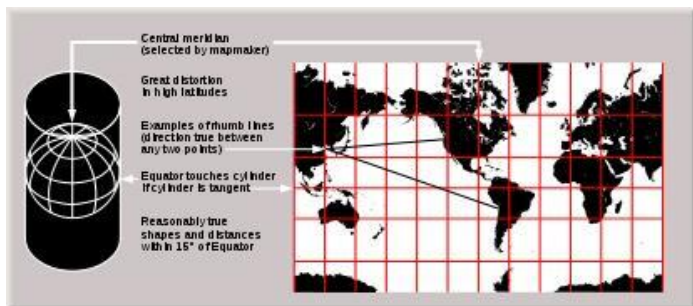 Central meridian
(selected by mapmaker)
Great distortion
in high latitudes
Examples of rhumb lines
(direction true between
any two points)
Equator touches cylinder
if cylinder is tangent
Reasonably true
shapes and distances
within 15° of Equator